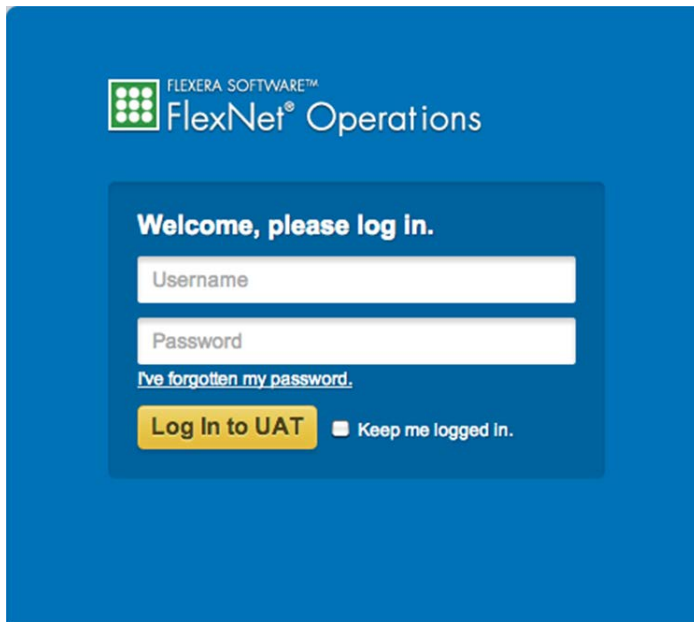 FLEXERA SOFTWARE™
FlexNet® Operations
Welcome, please log in.
Username
Password
I've forgotten my password.
Log In to UAT
Keep me logged in.